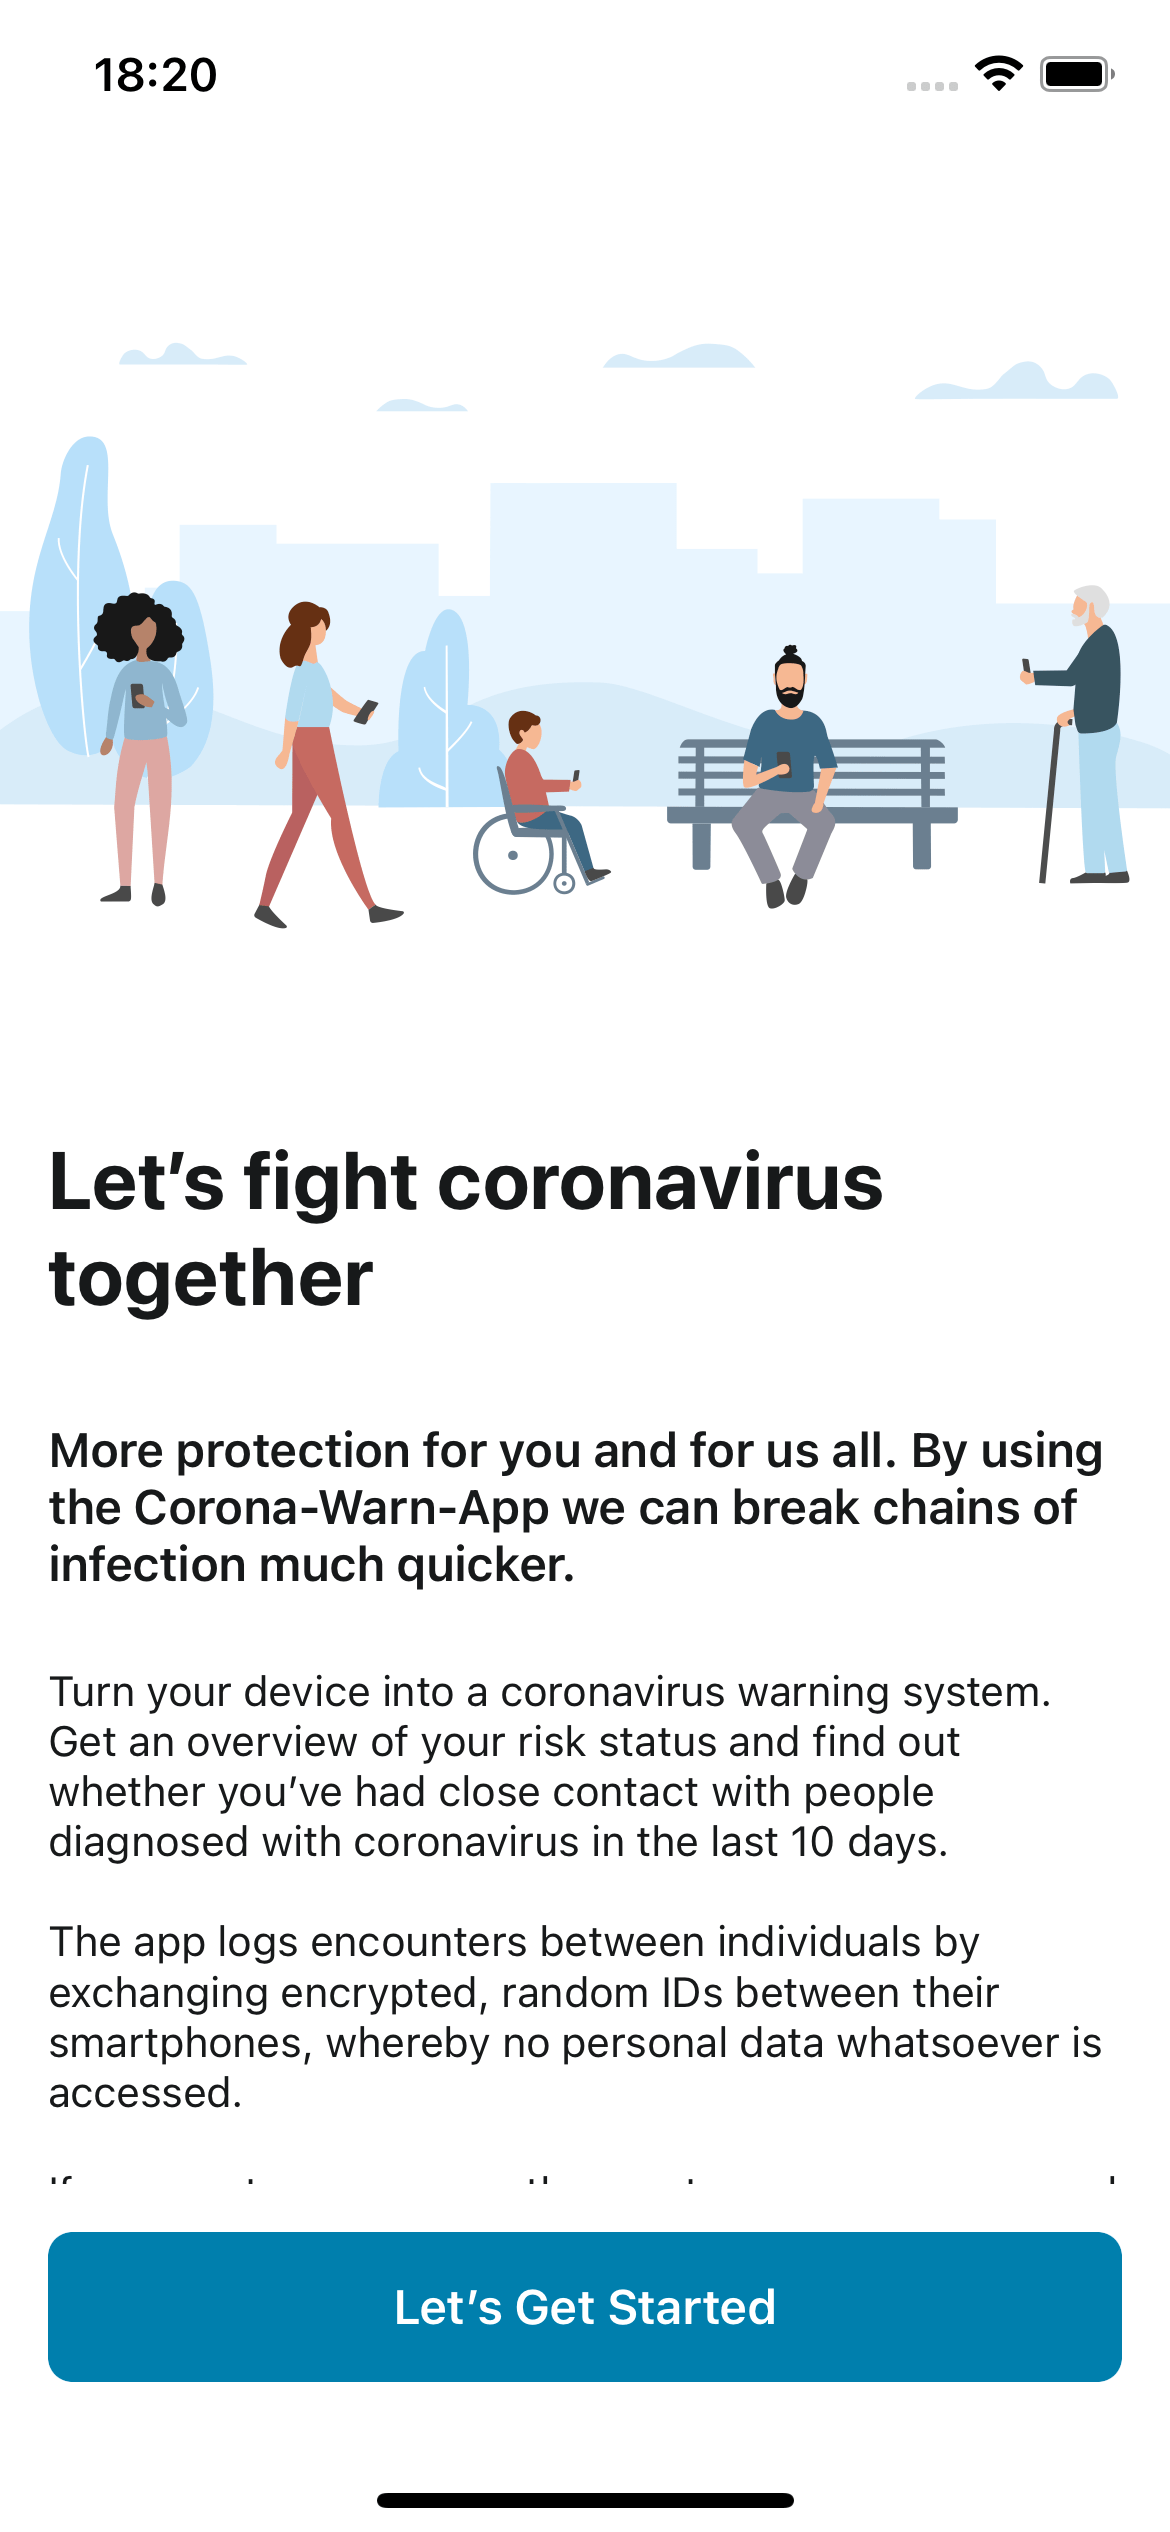 18:20
Let’s fight coronavirus
together
More protection for you and for us all. By using
the Corona-Warn-App we can break chains of
infection much quicker.
Turn your device into a coronavirus warning system.
Get an overview of your risk status and find out
whether you’ve had close contact with people
diagnosed with coronavirus in the last 10 days.
The app logs encounters between individuals by
exchanging encrypted, random IDs between their
smartphones, whereby no personal data whatsoever is
accessed.
Let’s Get Started